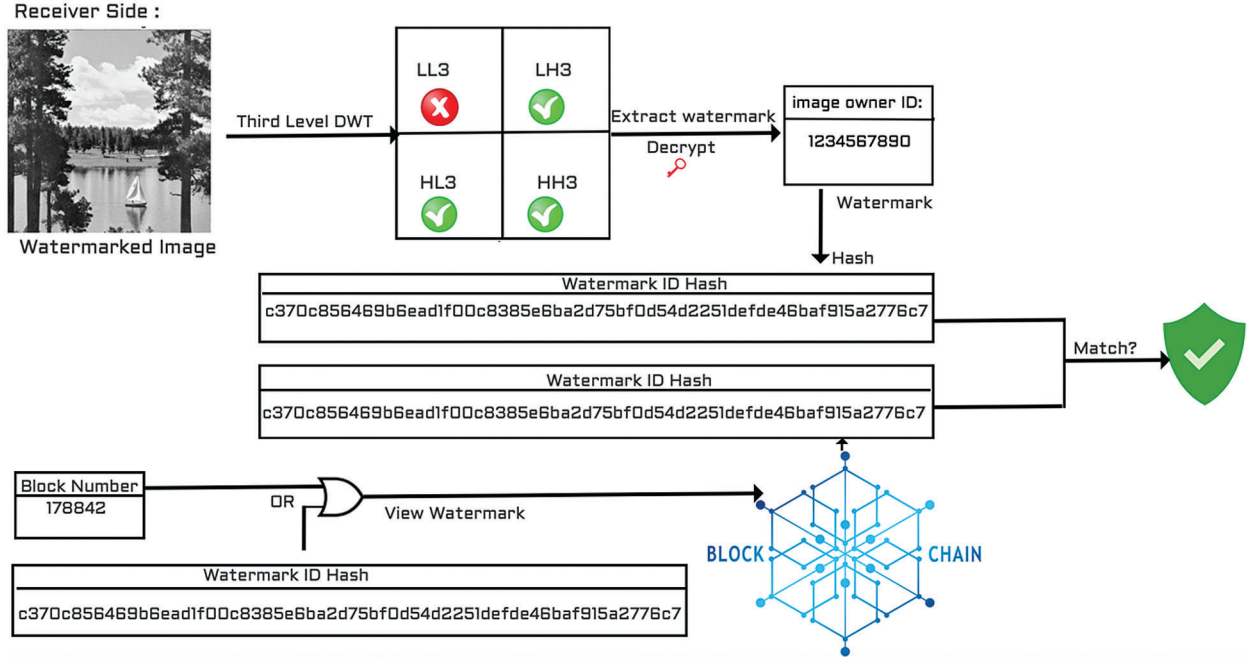 Receiver Side :
LL3
LH3
Third Level DWT
Extract watermark
Decrypt
image owner ID:
1234567890
HL3
HH3
Watermark
Watermarked Image
Hash
Watermark ID Hash
c370c856469b6ead1f00c8385e6ba2d75bf0d54d2251defde46baf915a2776c7
Match?
Watermark ID Hash
c370c856469b6ead1f00c8385e6ba2d75bf0d54d2251defde46baf915a2776c7
Block Number
178842
OR
View Watermark
BLOCK CHAIN
Watermark ID Hash
c370c856469b6ead1f00c8385e6ba2d75bf0d54d2251defde46baf915a2776c7